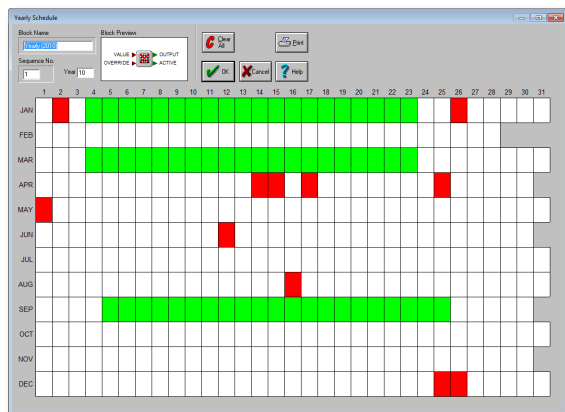 Yearly Schedule
Block Name
Yearly (2010)
Sequence No.
1
Year 10
Block Preview
VALUE OUTPUT
OVERRIDE ACTIVE
Clear All
Print
OK
Cancel
Help
1 2 3 4 5 6 7 8 9 10 11 12 13 14 15 16 17 18 19 20 21 22 23 24 25 26 27 28 29 30 31
JAN
FEB
MAR
APR
MAY
JUN
JUL
AUG
SEP
OCT
NOV
DEC